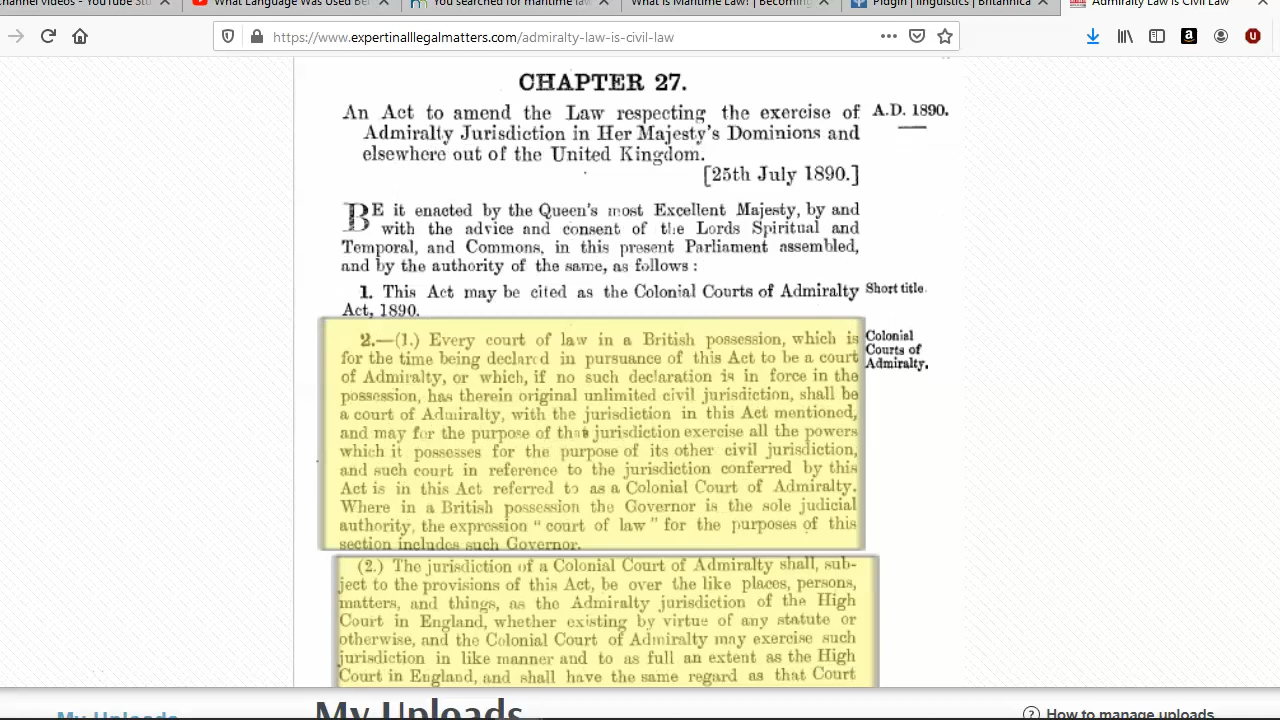 hannel videos - YouTube Stu
What Language Was Used Be
You searched for maritime law
What is Maritime Law? | Becoming
Pidgin | linguistics | Britannica
Admiralty Law is Civil Law
https://www.expertinalllegalmatters.com/admiralty-law-is-civil-law
CHAPTER 27.
An Act to amend the Law respecting the exercise of
Admiralty Jurisdiction in Her Majesty's Dominions and
elsewhere out of the United Kingdom.
A.D. 1890.
[25th July 1890.]
BE it enacted by the Queen's most Excellent Majesty, by and
with the advice and consent of the Lords Spiritual and
Temporal, and Commons, in this present Parliament assembled,
and by the authority of the same, as follows :
1. This Act may be cited as the Colonial Courts of Admiralty
Act, 1890.
Short title.
2.—(1.) Every court of law in a British possession, which is
for the time being declared in pursuance of this Act to be a court
of Admiralty, or which, if no such declaration is in force in the
possession, has therein original unlimited civil jurisdiction, shall be
a court of Admiralty, with the jurisdiction in this Act mentioned,
and may for the purpose of that jurisdiction exercise all the powers
which it possesses for the purpose of its other civil jurisdiction,
and such court in reference to the jurisdiction conferred by this
Act is in this Act referred to as a Colonial Court of Admiralty.
Where in a British possession the Governor is the sole judicial
authority, the expression “ court of law ” for the purposes of this
section includes such Governor.
Colonial
Courts of
Admiralty.
(2.) The jurisdiction of a Colonial Court of Admiralty shall, sub-
ject to the provisions of this Act, be over the like places, persons,
matters, and things, as the Admiralty jurisdiction of the High
Court in England, whether existing by virtue of any statute or
otherwise, and the Colonial Court of Admiralty may exercise such
jurisdiction in like manner and to as full an extent as the High
Court in England, and shall have the same regard as that Court
My Uploads
My Uploads
How to manage uploads